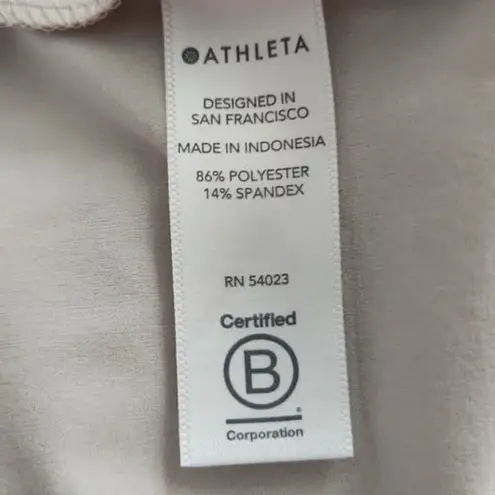 ATHLETA
DESIGNED IN
SAN FRANCISCO
MADE IN INDONESIA
86% POLYESTER
14% SPANDEX
RN 54023
Certified
B
Corporation